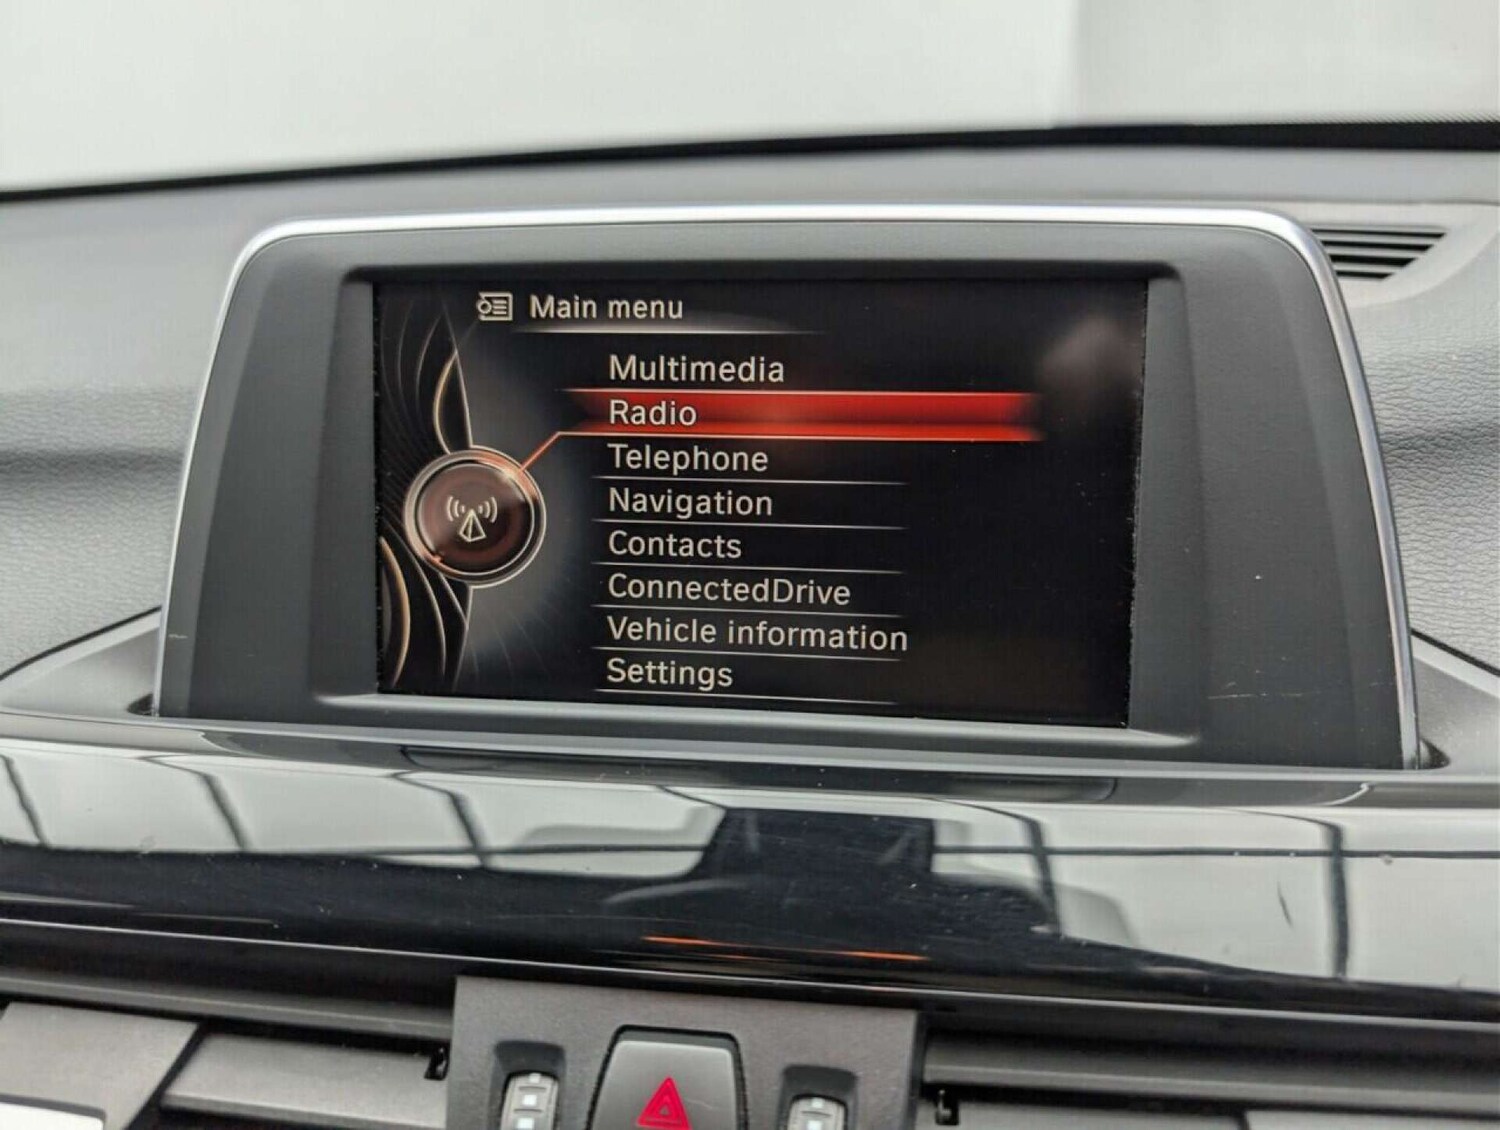 Main menu
Multimedia
Radio
Telephone
Navigation
Contacts
ConnectedDrive
Vehicle information
Settings